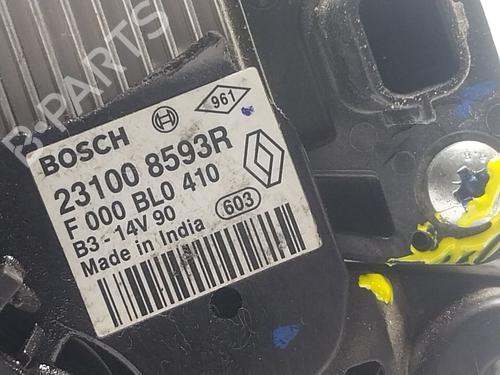 B-PARTS
961
BOSCH
23100 8593R
F 000 BL0 410
B3 - 14V 90
Made in India
603